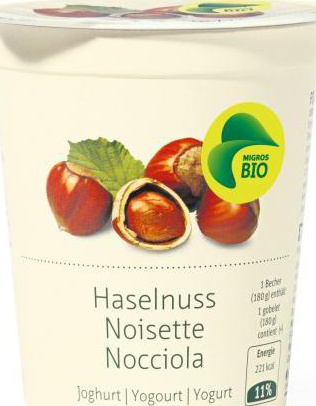 MIGROS
BIO
Haselnuss
Noisette
Nocciola
Joghurt | Yogourt | Yogurt
1 Becher
(180 g) enthält:
1 gobelet
(180 g)
contient
Energie
221 kcal
11%